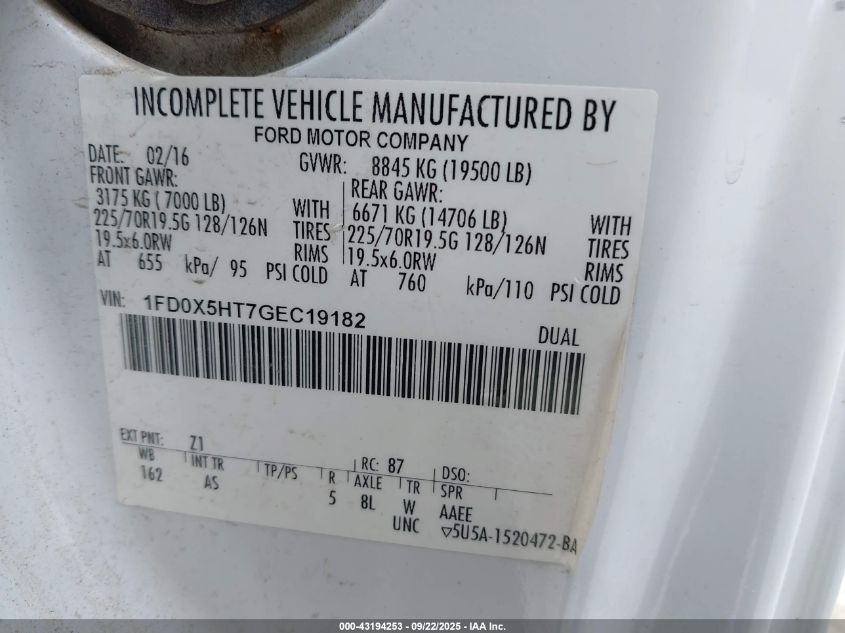 INCOMPLETE VEHICLE MANUFACTURED BY
FORD MOTOR COMPANY
DATE: 02/16 GVWR: 8845 KG (19500 LB)
FRONT GAWR: REAR GAWR:
3175 KG ( 7000 LB) WITH 6671 KG (14706 LB) WITH
225/70R19.5G 128/126N TIRES 225/70R19.5G 128/126N TIRES
19.5x6.0RW RIMS 19.5x6.0RW RIMS
AT 655 kPa/ 95 PSI COLD AT 760 kPa/110 PSI COLD
VIN: 1FD0X5HT7GEC19182
DUAL
EXT PNT: Z1 RC: 87 DSO:
WB INT TR TP/PS R AXLE TR SPR
162 AS 5 8L W AAEE
UNC ▽5U5A-1520472-BA
000-43194253 - 09/22/2025 - IAA Inc.